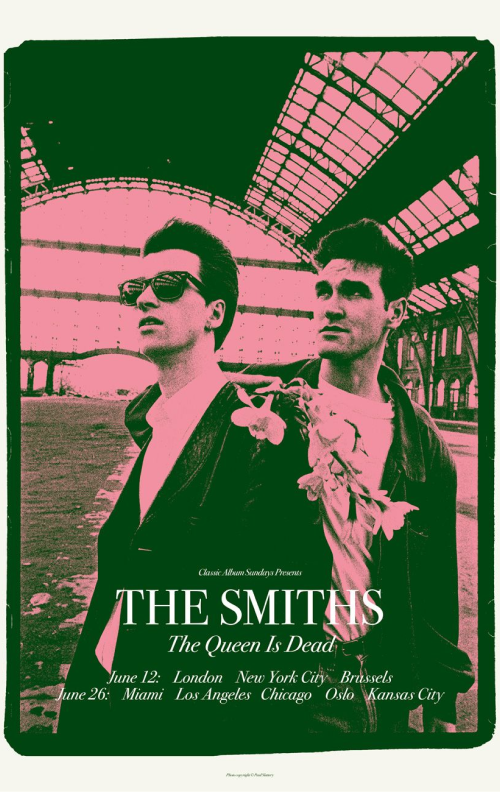 Classic Album Sundays Presents
THE SMITHS
The Queen Is Dead
June 12: London New York City Brussels
June 26: Miami Los Angeles Chicago Oslo Kansas City